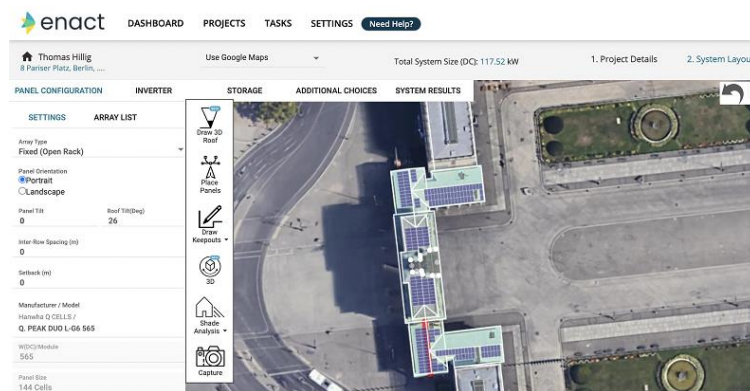 enact
DASHBOARD
PROJECTS
TASKS
SETTINGS
Need Help?
Thomas Hillig
8 Pariser Platz, Berlin, ....
Use Google Maps
Total System Size (DC): 117.52 kW
1. Project Details
2. System Layou
PANEL CONFIGURATION
INVERTER
STORAGE
ADDITIONAL CHOICES
SYSTEM RESULTS
SETTINGS
ARRAY LIST
Array Type
Fixed (Open Rack)
Panel Orientation
Portrait
Landscape
Panel Tilt
Roof Tilt(Deg)
0
26
Inter-Row Spacing (m)
0
Setback (m)
0
Manufacturer / Model
Hanwha Q CELLS /
Q. PEAK DUO L-G6 565
W(DC)/Module
565
Panel Size
144 Cells
Draw 3D
Roof
Place
Panels
Draw
Keepouts
3D
Shade
Analysis
Capture